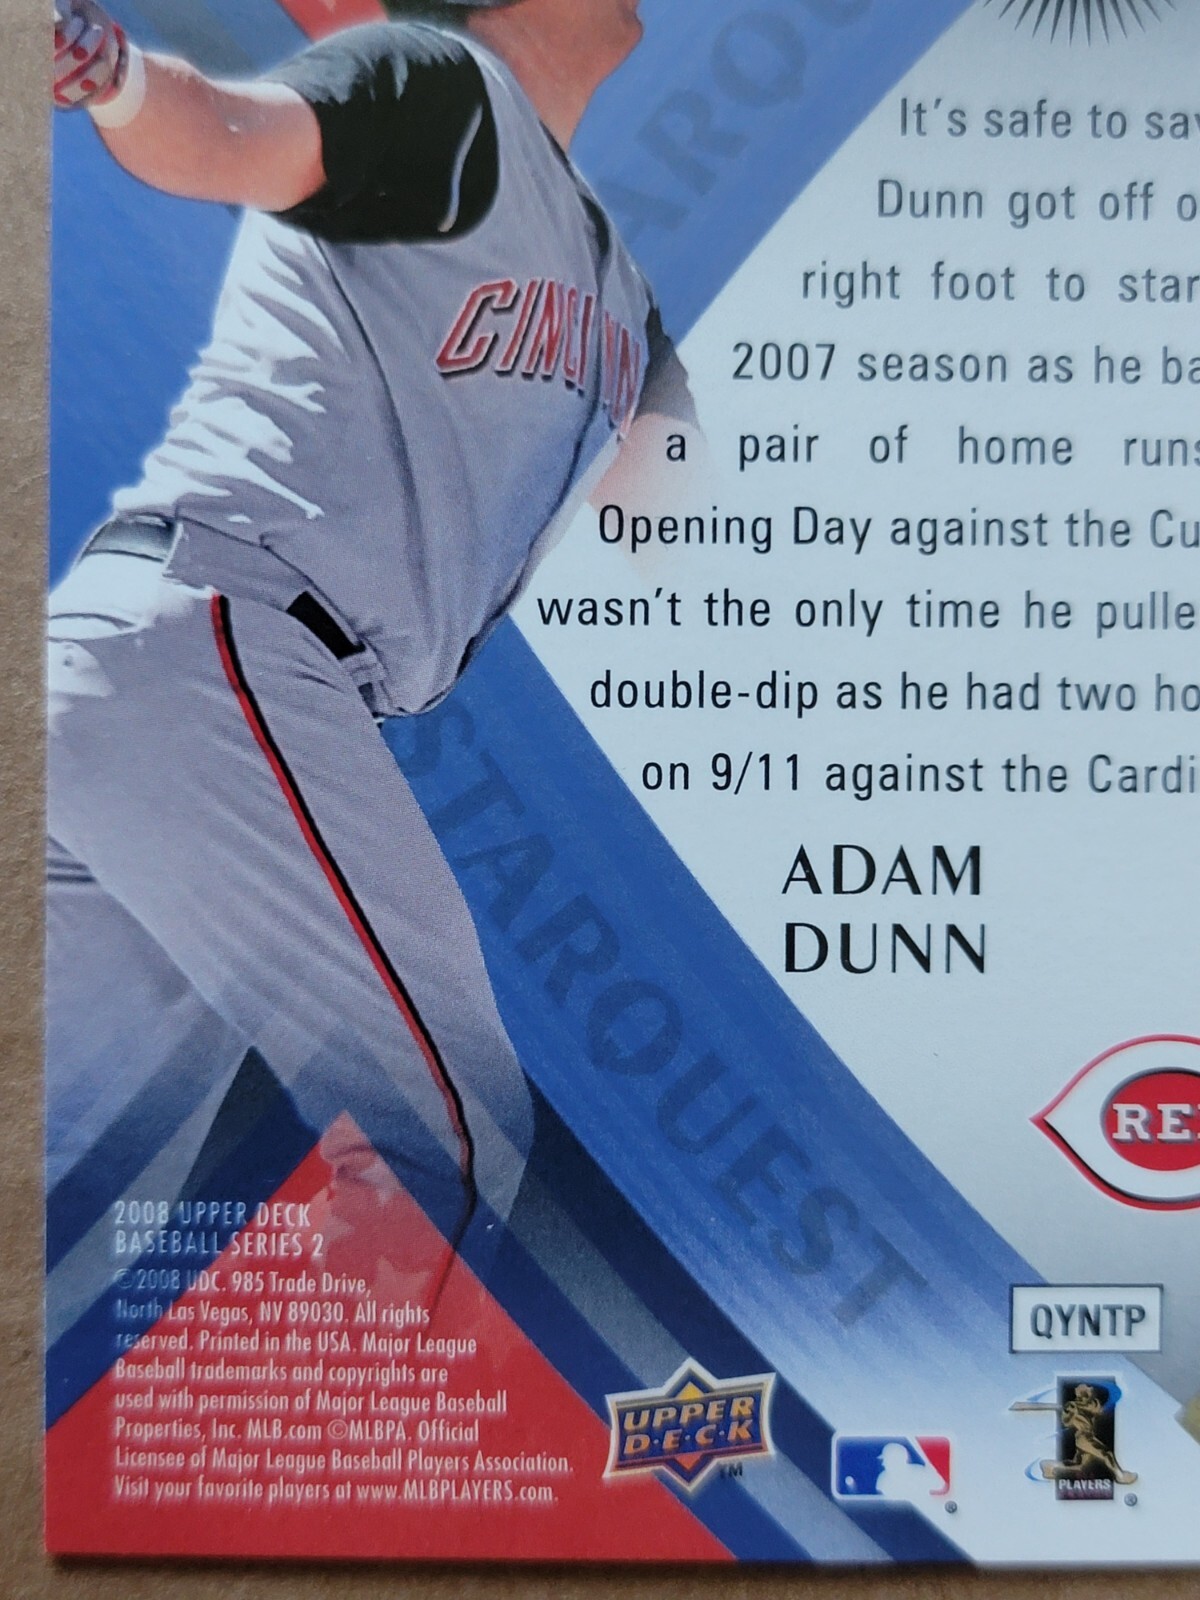 STARQUEST
It's safe to say
Dunn got off o
right foot to star
2007 season as he ba
a pair of home runs
Opening Day against the Cu
wasn't the only time he pulle
double-dip as he had two ho
on 9/11 against the Cardi
CINCINN
ADAM
DUNN
STARQUEST
RE
2008 UPPER DECK
BASEBALL SERIES 2
©2008 UDC. 985 Trade Drive,
North Las Vegas, NV 89030. All rights
reserved. Printed in the USA. Major League
Baseball trademarks and copyrights are
used with permission of Major League Baseball
Properties, Inc. MLB.com ©MLBPA. Official
Licensee of Major League Baseball Players Association.
Visit your favorite players at www.MLBPLAYERS.com.
UPPER
D·E·C·K
TM
®
QYNTP
PLAYERS
®